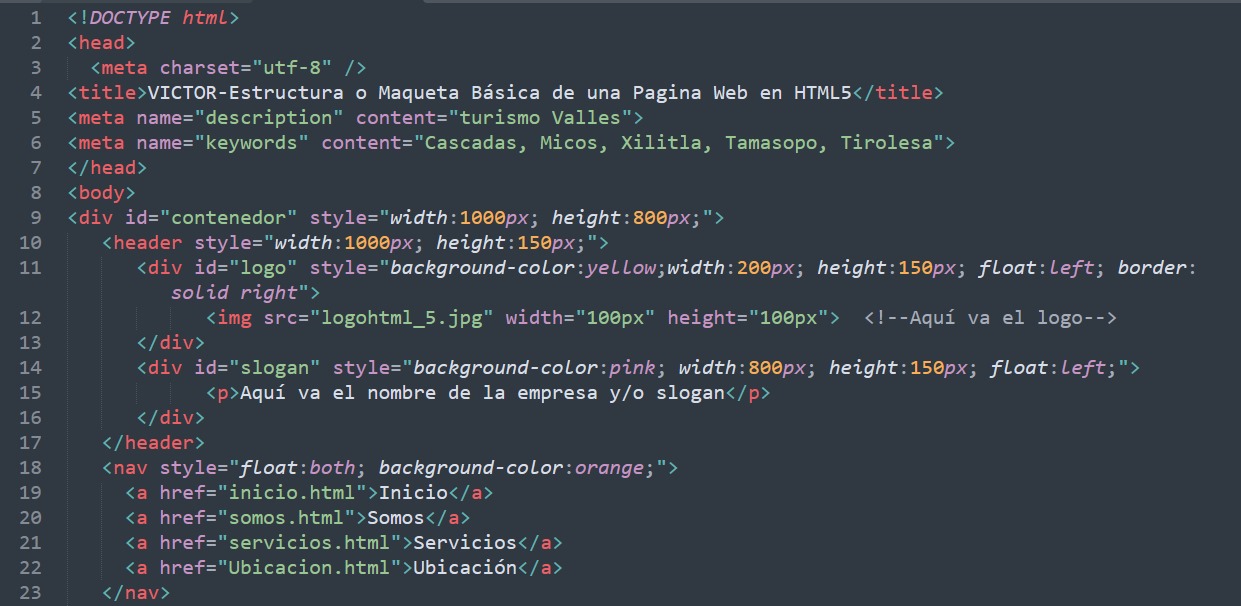 1 <!DOCTYPE html>
2 <head>
3 <meta charset="utf-8" />
4 <title>VICTOR-Estructura o Maqueta Básica de una Pagina Web en HTML5</title>
5 <meta name="description" content="turismo Valles">
6 <meta name="keywords" content="Cascadas, Micos, Xilitla, Tamasopo, Tirolesa">
7 </head>
8 <body>
9 <div id="contenedor" style="width:1000px; height:800px;">
10 <header style="width:1000px; height:150px;">
11 <div id="logo" style="background-color:yellow;width:200px; height:150px; float:left; border:
solid right">
12 <img src="logohtml_5.jpg" width="100px" height="100px"> <!--Aquí va el logo-->
13 </div>
14 <div id="slogan" style="background-color:pink; width:800px; height:150px; float:left;">
15 <p>Aquí va el nombre de la empresa y/o slogan</p>
16 </div>
17 </header>
18 <nav style="float:both; background-color:orange;">
19 <a href="inicio.html">Inicio</a>
20 <a href="somos.html">Somos</a>
21 <a href="servicios.html">Servicios</a>
22 <a href="Ubicacion.html">Ubicación</a>
23 </nav>